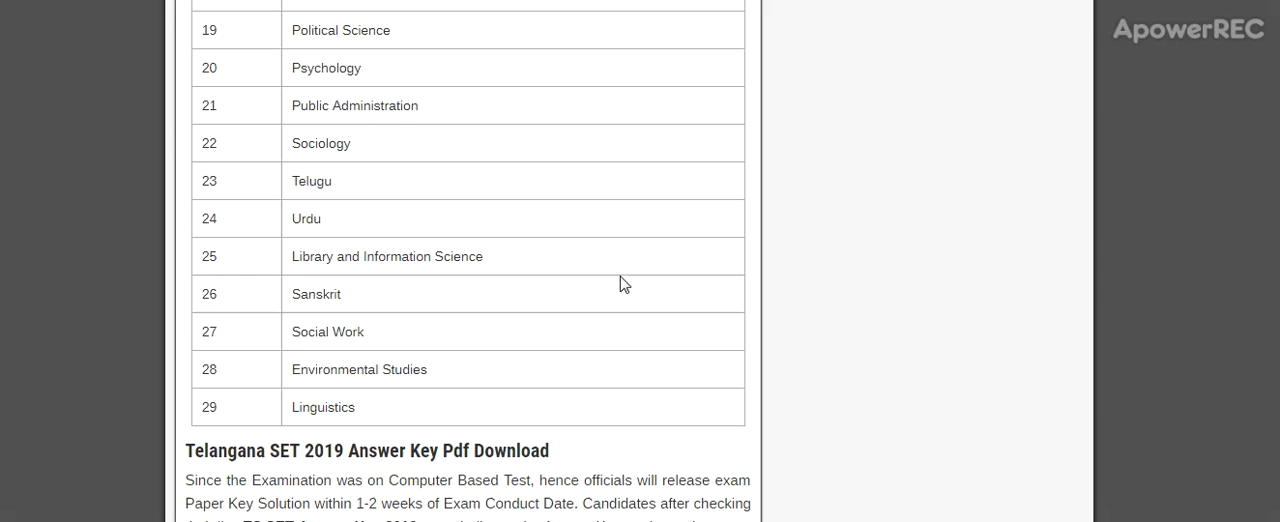 ApowerREC
19 Political Science
20 Psychology
21 Public Administration
22 Sociology
23 Telugu
24 Urdu
25 Library and Information Science
26 Sanskrit
27 Social Work
28 Environmental Studies
29 Linguistics
Telangana SET 2019 Answer Key Pdf Download
Since the Examination was on Computer Based Test, hence officials will release exam
Paper Key Solution within 1-2 weeks of Exam Conduct Date. Candidates after checking